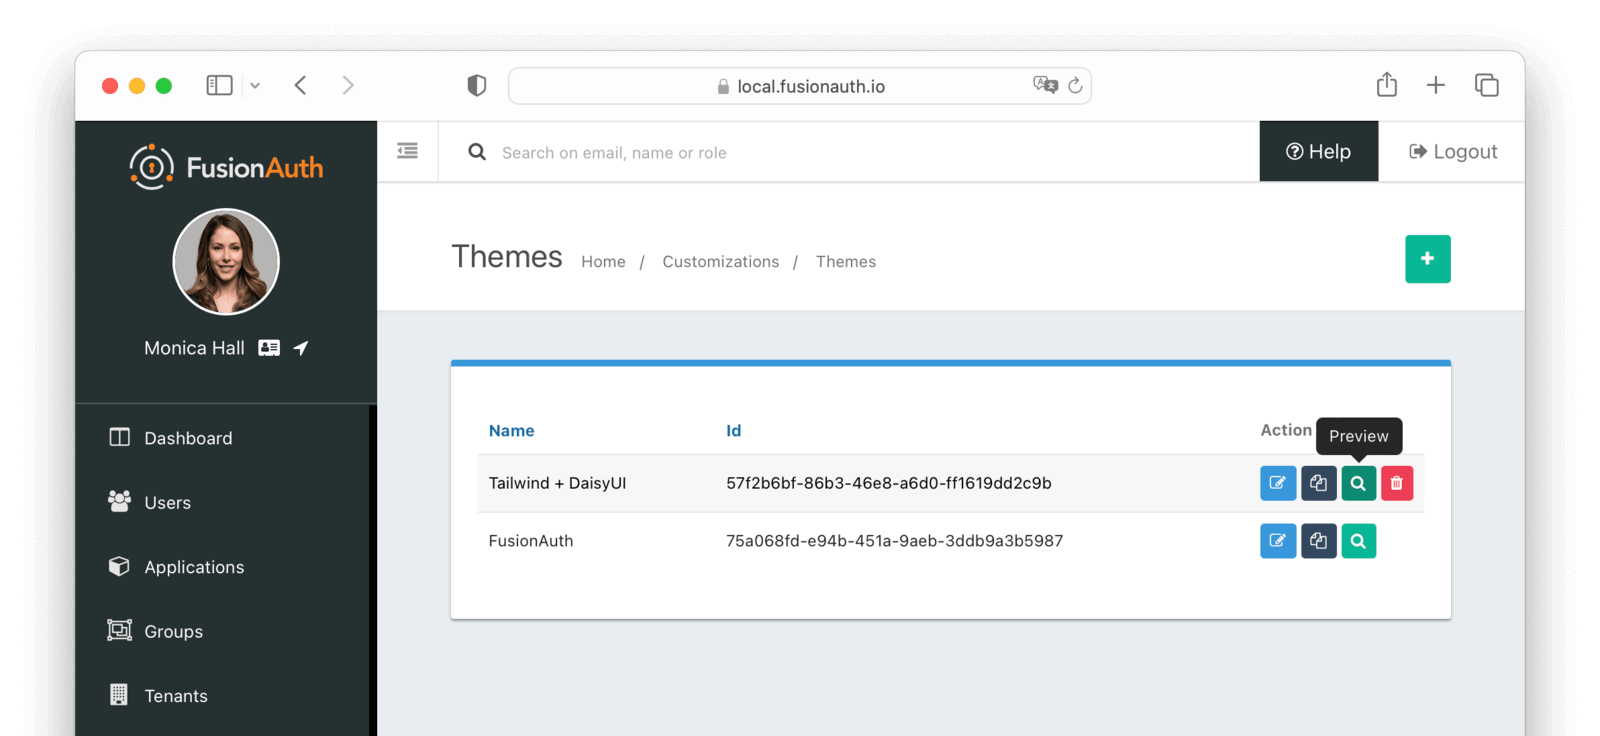 local.fusionauth.io
FusionAuth
Search on email, name or role
Help
Logout
Monica Hall
Themes Home / Customizations / Themes
Dashboard
Users
Applications
Groups
Tenants
Name Id Action
Preview
Tailwind + DaisyUI 57f2b6bf-86b3-46e8-a6d0-ff1619dd2c9b
FusionAuth 75a068fd-e94b-451a-9aeb-3ddb9a3b5987